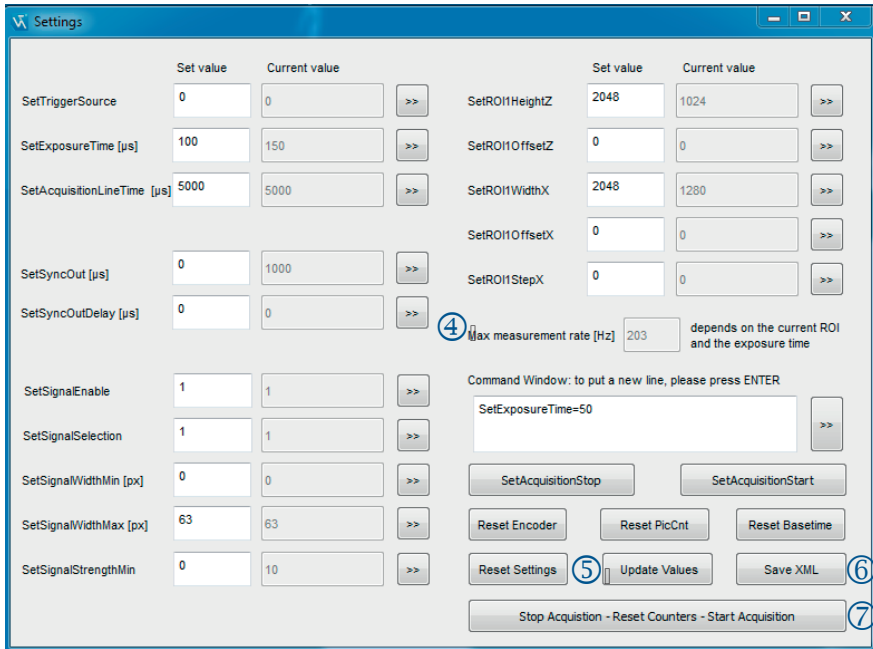 Settings
Set value Current value
SetTriggerSource 0 0 >>
SetExposureTime [µs] 100 150 >>
SetAcquisitionLineTime [µs] 5000 5000 >>
SetSyncOut [µs] 0 1000 >>
SetSyncOutDelay [µs] 0 0 >>
SetSignalEnable 1 1 >>
SetSignalSelection 1 1 >>
SetSignalWidthMin [px] 0 0 >>
SetSignalWidthMax [px] 63 63 >>
SetSignalStrengthMin 0 10 >>
Set value Current value
SetROI1HeightZ 2048 1024 >>
SetROI1OffsetZ 0 0 >>
SetROI1WidthX 2048 1280 >>
SetROI1OffsetX 0 0 >>
SetROI1StepX 0 0 >>
④ Max measurement rate [Hz] 203 depends on the current ROI
and the exposure time
Command Window: to put a new line, please press ENTER
SetExposureTime=50 >>
SetAcquisitionStop SetAcquisitionStart
Reset Encoder Reset PicCnt Reset Basetime
Reset Settings ⑤ Update Values Save XML ⑥
Stop Acquistion - Reset Counters - Start Acquisition ⑦